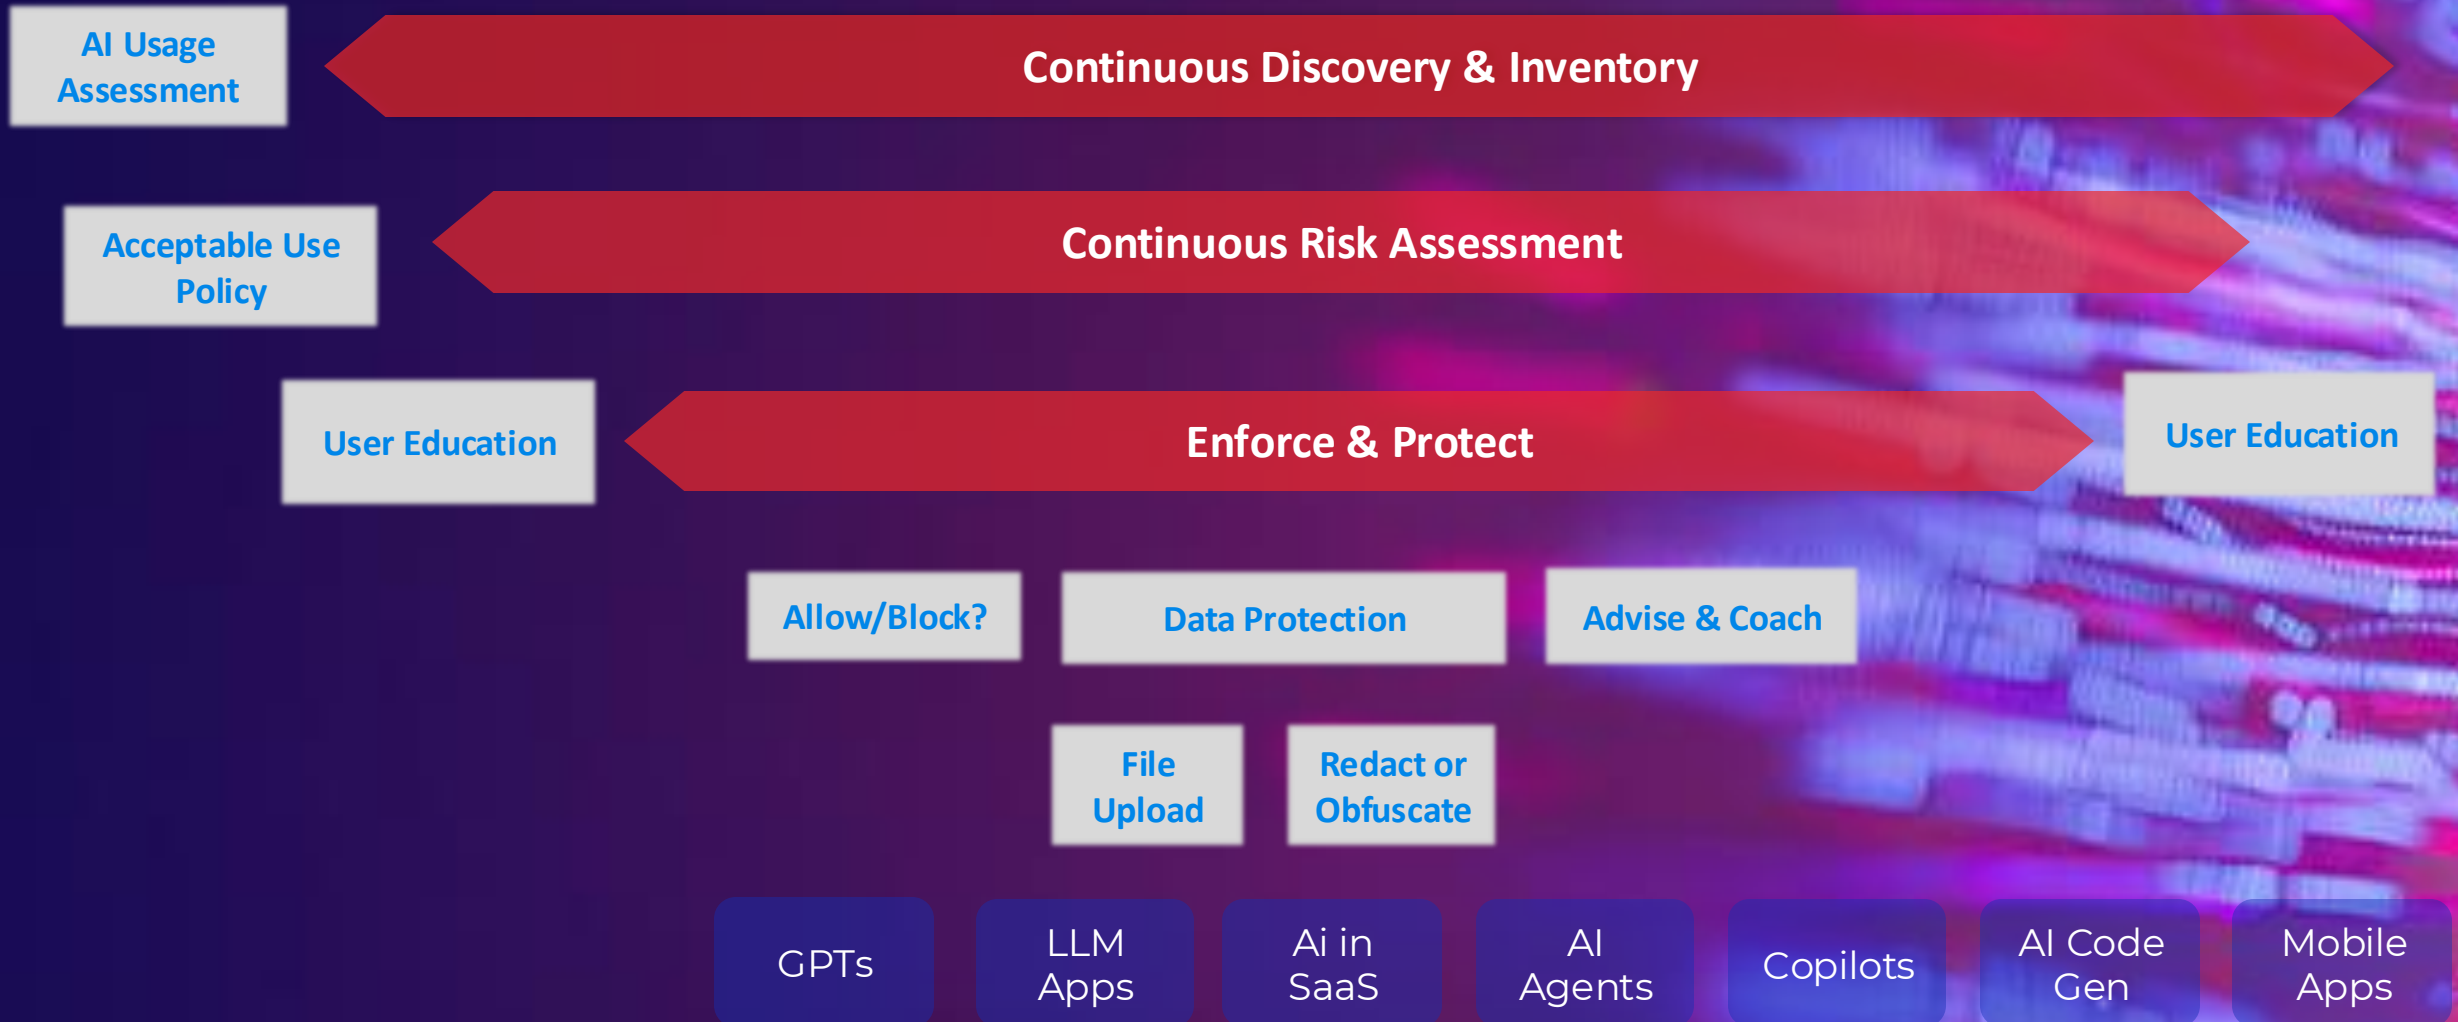 AI Usage
Assessment
Continuous Discovery & Inventory
Acceptable Use
Policy
Continuous Risk Assessment
User Education
Enforce & Protect
User Education
Allow/Block?
Data Protection
Advise & Coach
File
Upload
Redact or
Obfuscate
GPTs
LLM
Apps
Ai in
SaaS
AI
Agents
Copilots
AI Code
Gen
Mobile
Apps